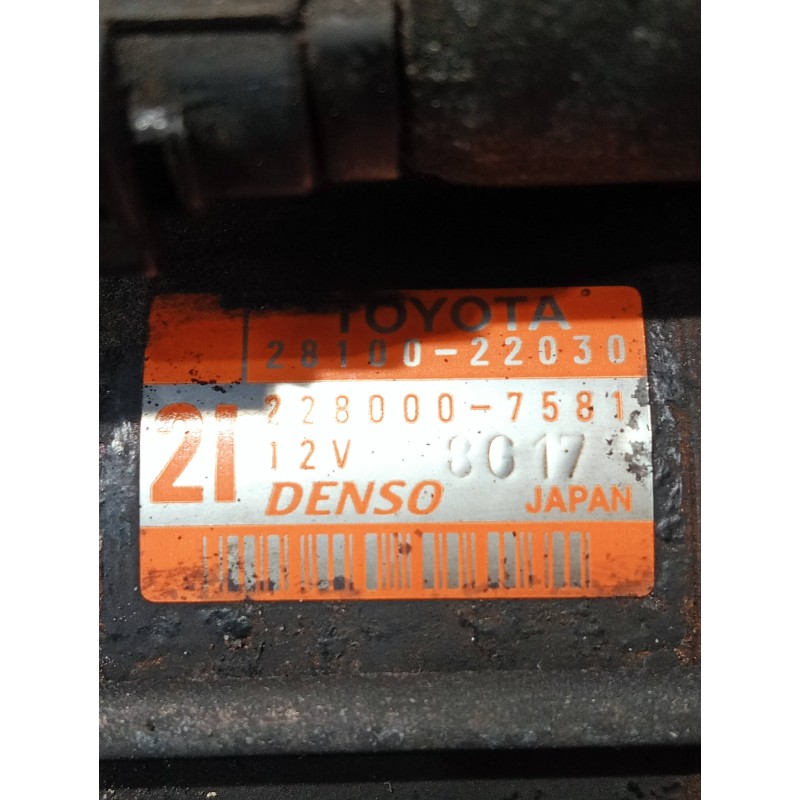 TOYOTA
28100-22030
21
228000-7581
12V
DENSO JAPAN